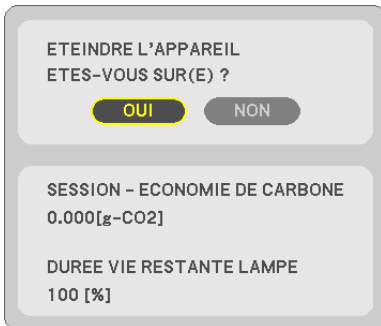 ETEINDRE L'APPAREIL
ETES-VOUS SUR(E) ?
OUI NON
SESSION - ECONOMIE DE CARBONE
0.000[g-CO2]
DUREE VIE RESTANTE LAMPE
100 [%]